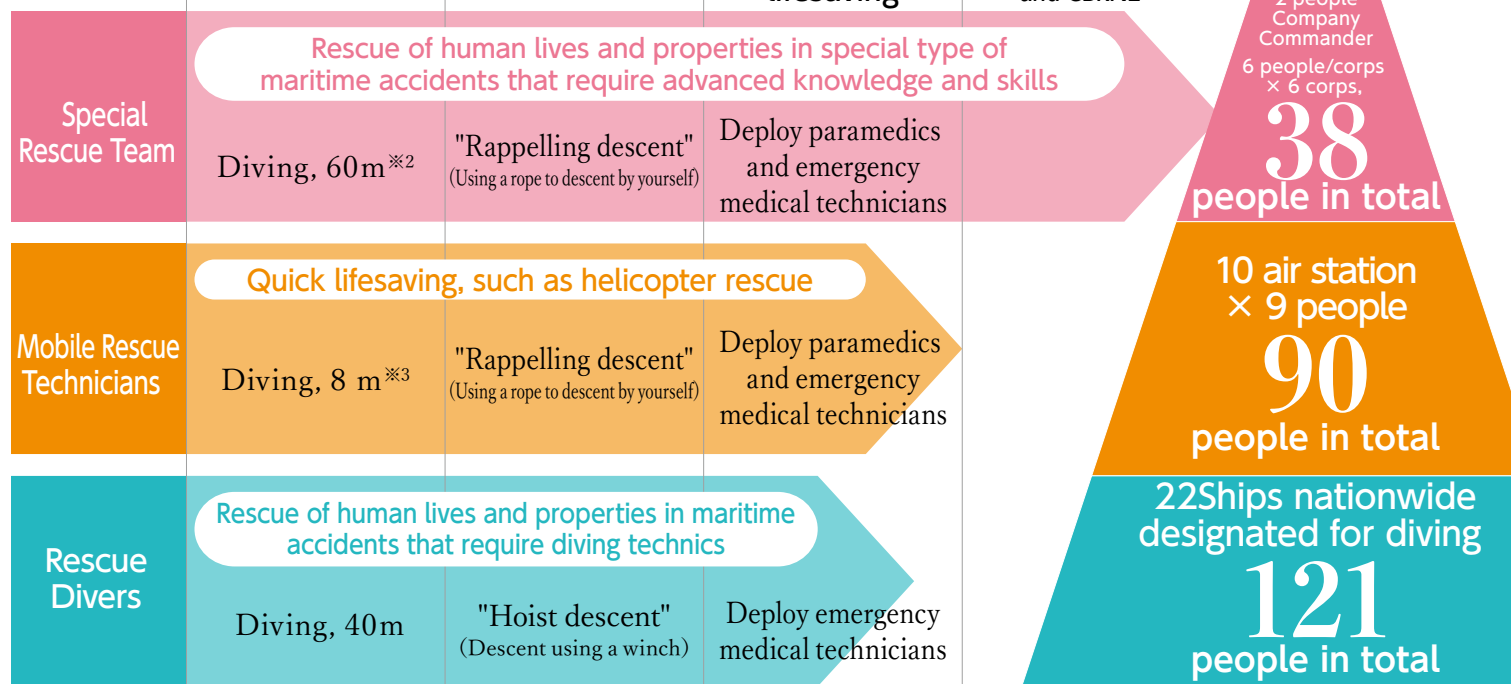 lifesaving
and CBRNE
2 people
Company
Commander
6 people/corps
× 6 corps,
38
people in total
Special
Rescue Team
Rescue of human lives and properties in special type of
maritime accidents that require advanced knowledge and skills
Diving, 60m※2
"Rappelling descent"
(Using a rope to descent by yourself)
Deploy paramedics
and emergency
medical technicians
Mobile Rescue
Technicians
Quick lifesaving, such as helicopter rescue
Diving, 8 m※3
"Rappelling descent"
(Using a rope to descent by yourself)
Deploy paramedics
and emergency
medical technicians
10 air station
× 9 people
90
people in total
Rescue
Divers
Rescue of human lives and properties in maritime
accidents that require diving technics
Diving, 40m
"Hoist descent"
(Descent using a winch)
Deploy emergency
medical technicians
22Ships nationwide
designated for diving
121
people in total